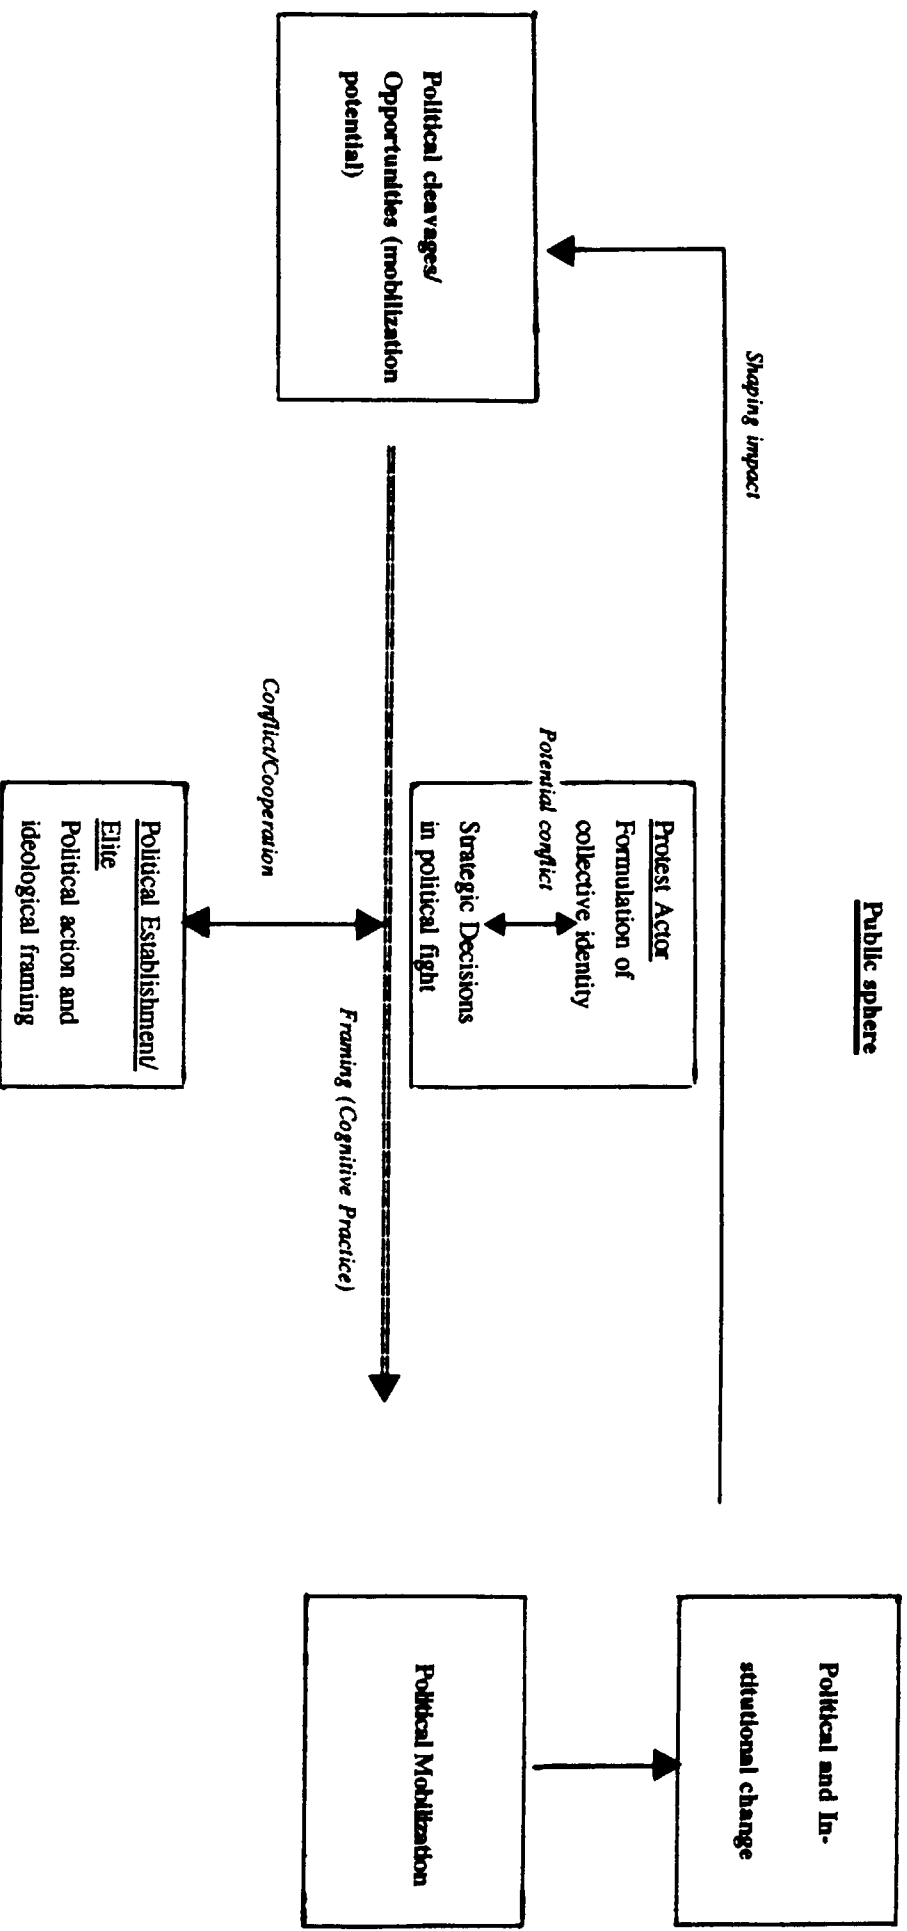 Public sphere
Shaping impact
Political and In-
stitutional change
Protest Actor
Formulation of
collective identity
Potential conflict
Strategic Decisions
in political fight
Political cleavages/
Opportunities (mobilization
potential)
Political Mobilization
Framing (Cognitive Practice)
Conflict/Cooperation
Political Establishment/
Elite
Political action and
ideological framing